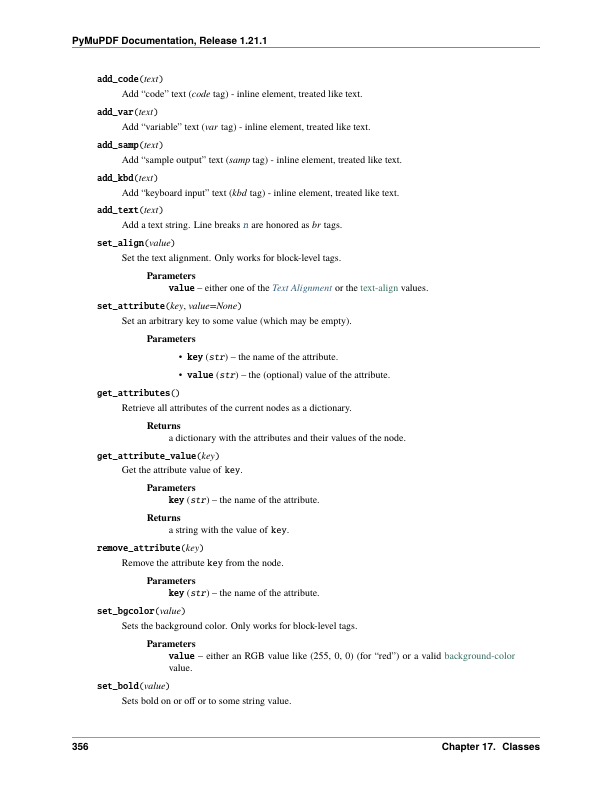 PyMuPDF Documentation, Release 1.21.1
add_code(text)
Add “code” text (code tag) - inline element, treated like text.
add_var(text)
Add “variable” text (var tag) - inline element, treated like text.
add_samp(text)
Add “sample output” text (samp tag) - inline element, treated like text.
add_kbd(text)
Add “keyboard input” text (kbd tag) - inline element, treated like text.
add_text(text)
Add a text string. Line breaks n are honored as br tags.
set_align(value)
Set the text alignment. Only works for block-level tags.
Parameters
value – either one of the Text Alignment or the text-align values.
set_attribute(key, value=None)
Set an arbitrary key to some value (which may be empty).
Parameters
• key (str) – the name of the attribute.
• value (str) – the (optional) value of the attribute.
get_attributes()
Retrieve all attributes of the current nodes as a dictionary.
Returns
a dictionary with the attributes and their values of the node.
get_attribute_value(key)
Get the attribute value of key.
Parameters
key (str) – the name of the attribute.
Returns
a string with the value of key.
remove_attribute(key)
Remove the attribute key from the node.
Parameters
key (str) – the name of the attribute.
set_bgcolor(value)
Sets the background color. Only works for block-level tags.
Parameters
value – either an RGB value like (255, 0, 0) (for “red”) or a valid background-color
value.
set_bold(value)
Sets bold on or off or to some string value.
356 Chapter 17. Classes